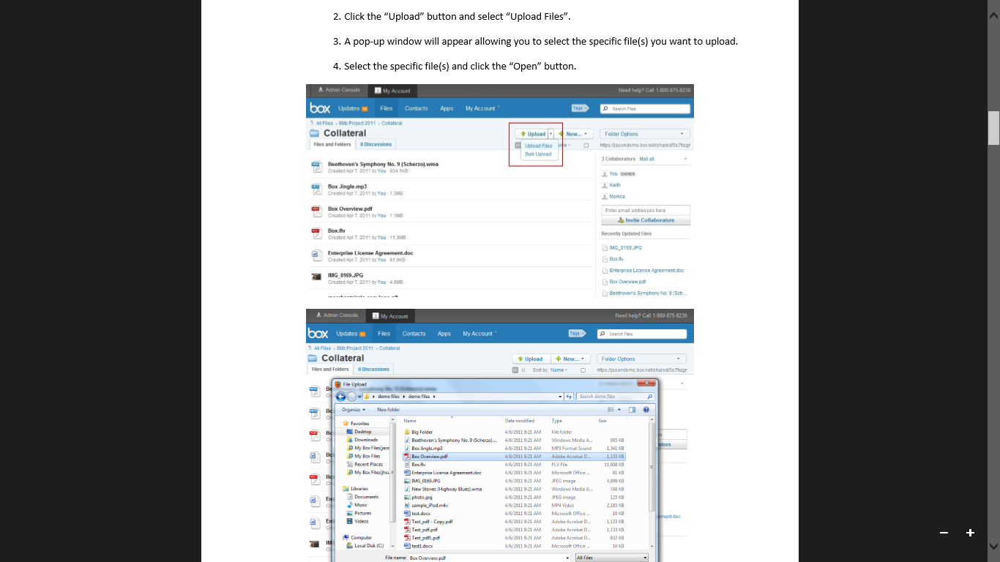 2. Click the “Upload” button and select “Upload Files”.
3. A pop-up window will appear allowing you to select the specific file(s) you want to upload.
4. Select the specific file(s) and click the “Open” button.
Admin Console My Account Need help? Call 1-800-875-8230
box Updates Files Contacts Apps My Account Tags Search Files
All Files Blitz Project 2011 Collateral
Collateral Upload New... Folder Options
Files and Folders 0 Discussions Upload Files
Bulk Upload
3 Collaborators · Mail all
Beethoven's Symphony No. 9 (Scherzo).wma
Created Apr 7, 2011 by You · 604.1KB ·
You OWNER
Keith
Monica
Box Jingle.mp3
Created Apr 7, 2011 by You · 1.3MB ·
Box Overview.pdf
Created Apr 7, 2011 by You · 1.1MB ·
Enter email addresses here
Invite Collaborators
Box.flv
Created Apr 7, 2011 by You · 11.3MB ·
Recently Updated Files
IMG_0169.JPG
Box.flv
Enterprise License Agreement.doc
Box Overview.pdf
Beethoven's Symphony No. 9 (Sch...
Enterprise License Agreement.doc
Created Apr 7, 2011 by You · 81.0KB ·
IMG_0169.JPG
Created Apr 7, 2011 by You · 4.8MB ·
Admin Console My Account Need help? Call 1-800-875-8230
box Updates Files Contacts Apps My Account Tags Search Files
All Files Blitz Project 2011 Collateral
Collateral Upload New... Folder Options
Files and Folders 0 Discussions Sort by: Name
File Upload
demo files demo files Search demo files
Organize New folder
Favorites
Desktop
Downloads
My Box Files(jaso
My Box Files
Recent Places
My Box Files(jhsu
Libraries
Documents
Music
Pictures
Videos
Computer
Local Disk (C:)
Name Date modified Type Size
Big Folder 4/6/2011 9:21 AM File folder
Beethoven's Symphony No. 9 (Scherzo).... 4/6/2011 9:21 AM Windows Media A... 605 KB
Box Jingle.mp3 4/6/2011 9:21 AM MP3 Format Sound 1,341 KB
Box Overview.pdf 4/6/2011 9:21 AM Adobe Acrobat D... 1,133 KB
Box.flv 4/6/2011 9:21 AM FLV File 11,608 KB
Enterprise License Agreement.doc 4/6/2011 9:21 AM Microsoft Office ... 81 KB
IMG_0169.JPG 4/6/2011 9:21 AM JPEG image 4,899 KB
New Stories (Highway Blues).wma 4/6/2011 9:21 AM Windows Media A... 748 KB
photo.jpg 4/6/2011 9:21 AM JPEG image 125 KB
sample_iPod.m4v 4/6/2011 9:21 AM MP4 Video 2,185 KB
test.docx 4/6/2011 9:21 AM Microsoft Office ... 10 KB
Test_pdf - Copy.pdf 4/6/2011 9:21 AM Adobe Acrobat D... 1,133 KB
Test_pdf.pdf 4/6/2011 9:21 AM Adobe Acrobat D... 1,133 KB
Test_pdf1.pdf 4/6/2011 9:21 AM Adobe Acrobat D... 832 KB
test1.docx 4/6/2011 9:21 AM Microsoft Office ... 10 KB
File name: Box Overview.pdf All Files